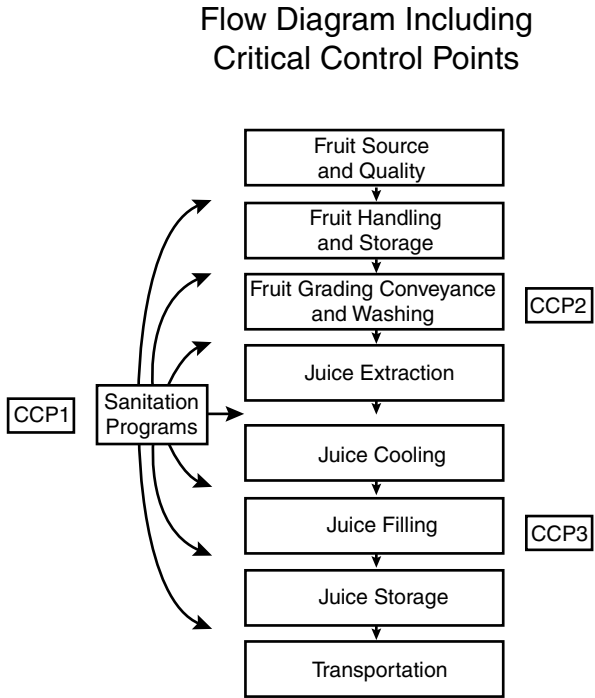 Flow Diagram Including
Critical Control Points
Fruit Source
and Quality
Fruit Handling
and Storage
Fruit Grading Conveyance
and Washing
CCP2
Juice Extraction
CCP1
Sanitation
Programs
Juice Cooling
Juice Filling
CCP3
Juice Storage
Transportation